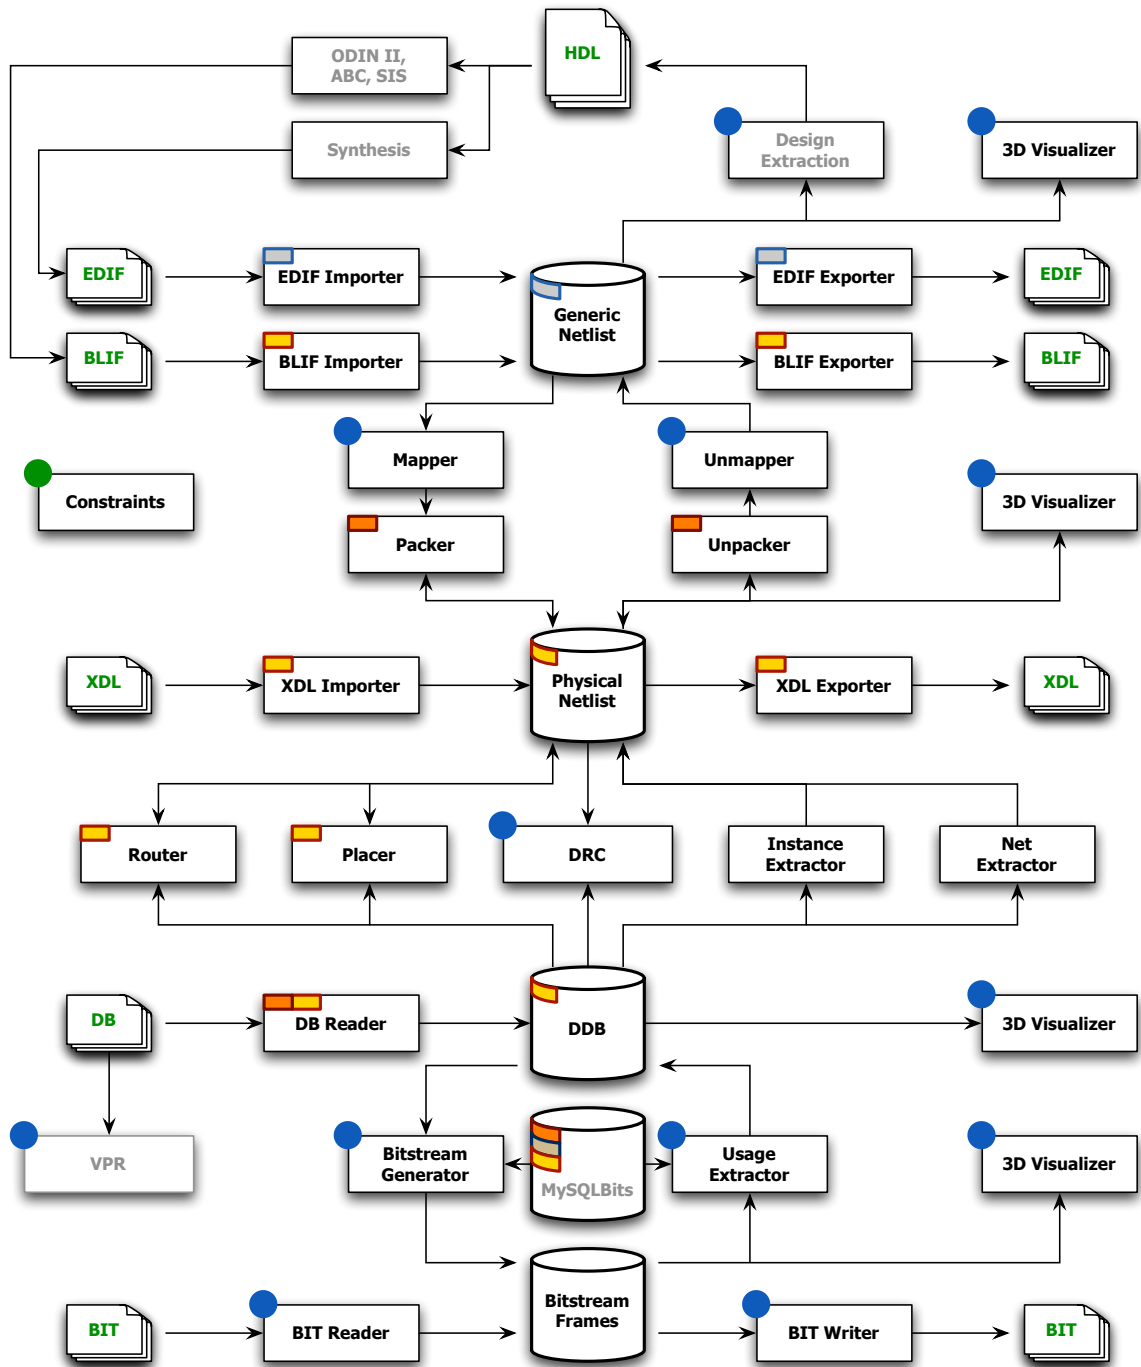 HDL
ODIN II,
ABC, SIS
Synthesis
Design
Extraction
3D Visualizer
EDIF
EDIF Importer
Generic
Netlist
EDIF Exporter
EDIF
BLIF
BLIF Importer
BLIF Exporter
BLIF
Mapper
Unmapper
Constraints
3D Visualizer
Packer
Unpacker
XDL
XDL Importer
Physical
Netlist
XDL Exporter
XDL
Router
Placer
DRC
Instance
Extractor
Net
Extractor
DB
DB Reader
DDB
3D Visualizer
VPR
Bitstream
Generator
MySQLBits
Usage
Extractor
3D Visualizer
Bitstream
Frames
BIT
BIT Reader
BIT Writer
BIT